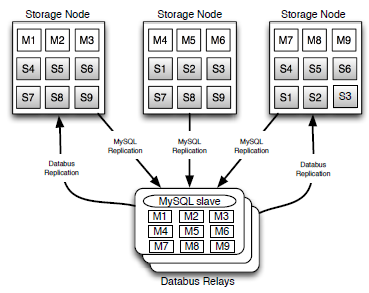 Storage Node
Storage Node
Storage Node
M1 M2 M3
M4 M5 M6
M7 M8 M9
S4 S5 S6
S1 S2 S3
S4 S5 S6
S7 S8 S9
S7 S8 S9
S1 S2 S3
MySQL
Replication
MySQL
Replication
MySQL
Replication
Databus
Replication
Databus
Replication
MySQL slave
M1 M2 M3
M4 M5 M6
M7 M8 M9
Databus Relays